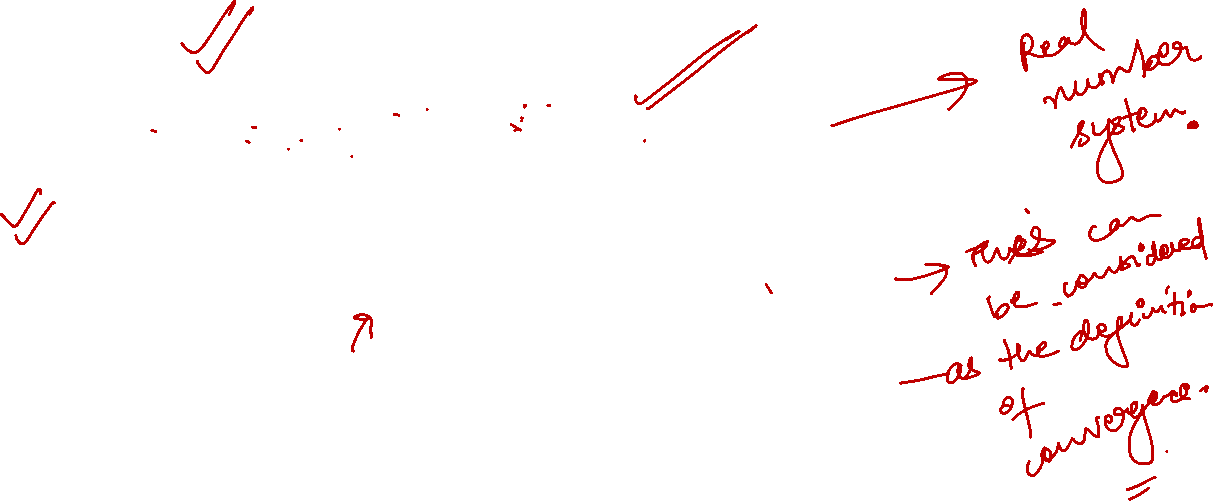 Real
number
system.
This can
be considered
as the definition
of
convergence.